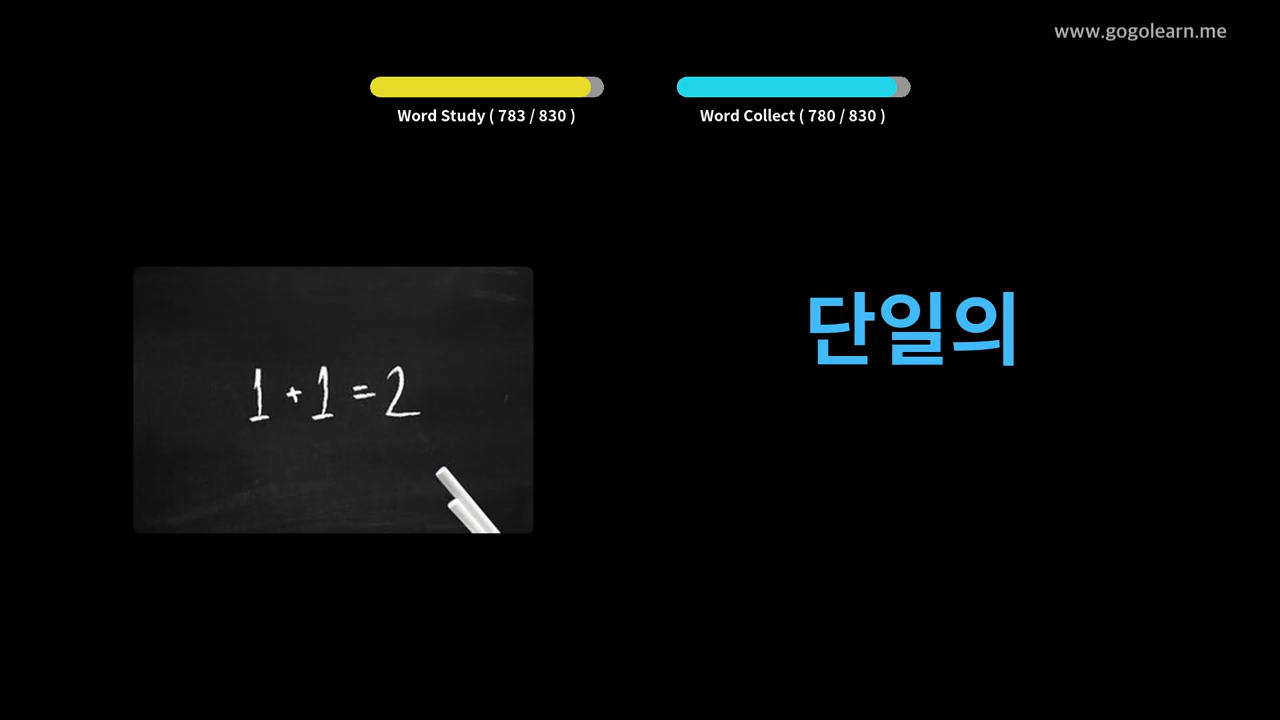 www.gogolearn.me
Word Study ( 783 / 830 )
Word Collect ( 780 / 830 )
1 + 1 = 2
단일의